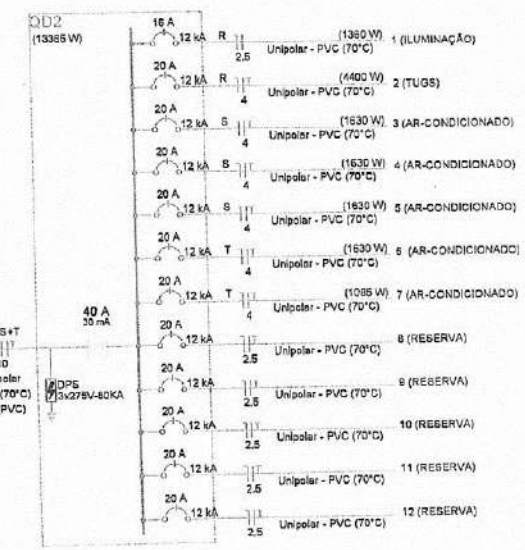 QD2
(13385 W)
16 A
12 kA R 2,5 (1380 W) 1 (ILUMINAÇÃO)
Unipolar - PVC (70°C)
20 A
12 kA R 4 (4400 W) 2 (TUGS)
Unipolar - PVC (70°C)
20 A
12 kA S 4 (1630 W) 3 (AR-CONDICIONADO)
Unipolar - PVC (70°C)
20 A
12 kA S 4 (1630 W) 4 (AR-CONDICIONADO)
Unipolar - PVC (70°C)
20 A
12 kA S 4 (1630 W) 5 (AR-CONDICIONADO)
Unipolar - PVC (70°C)
20 A
12 kA T 4 (1630 W) 6 (AR-CONDICIONADO)
Unipolar - PVC (70°C)
20 A
12 kA T 4 (1085 W) 7 (AR-CONDICIONADO)
Unipolar - PVC (70°C)
40 A
30 mA
S+T
(70°C)
PVC)
DPS
3x275V-80KA
20 A
12 kA 2,5 8 (RESERVA)
Unipolar - PVC (70°C)
20 A
12 kA 2,5 9 (RESERVA)
Unipolar - PVC (70°C)
20 A
12 kA 2,5 10 (RESERVA)
Unipolar - PVC (70°C)
20 A
12 kA 2,5 11 (RESERVA)
Unipolar - PVC (70°C)
20 A
12 kA 2,5 12 (RESERVA)
Unipolar - PVC (70°C)